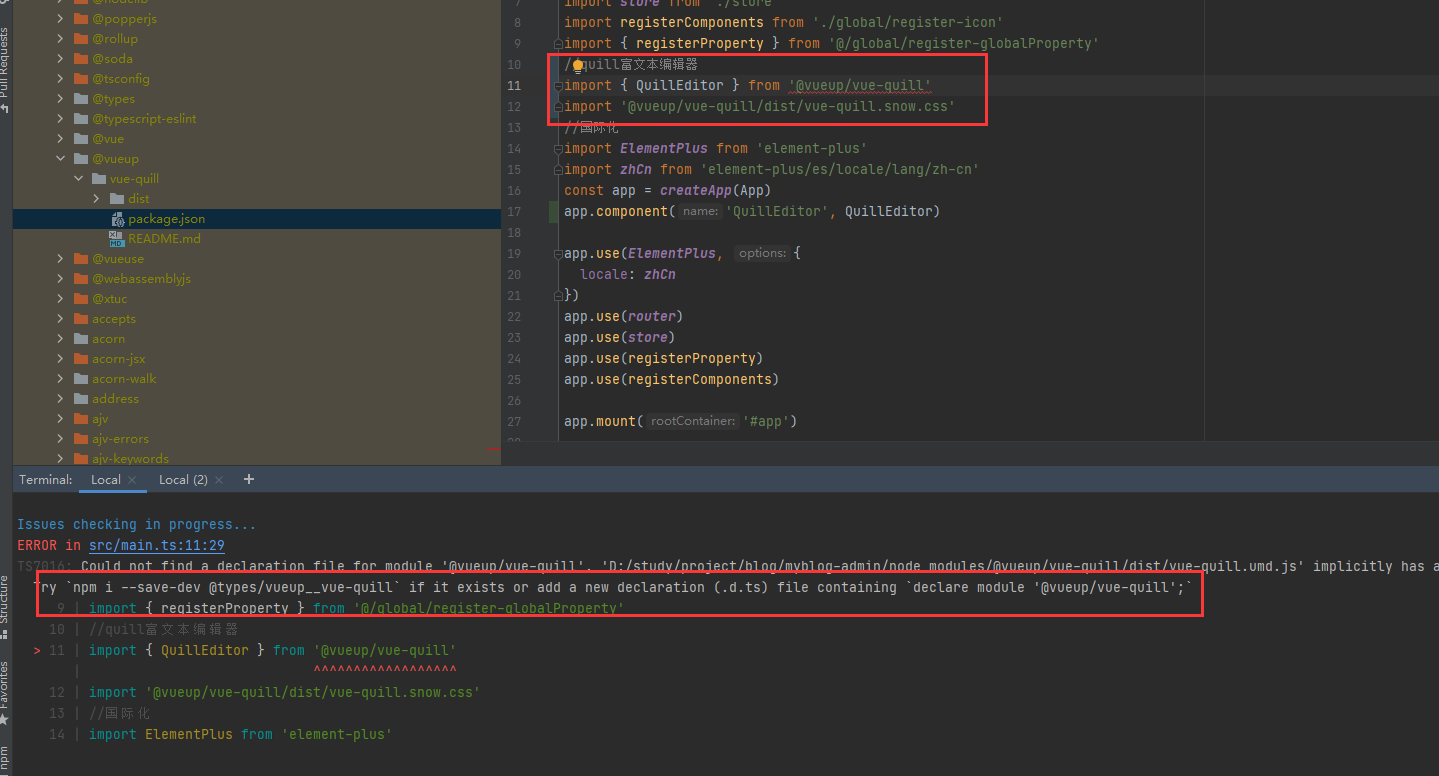 Pull Requests
@nodelib
@popperjs
@rollup
@soda
@tsconfig
@types
@typescript-eslint
@vue
@vueup
vue-quill
dist
package.json
README.md
@vueuse
@webassemblyjs
@xtuc
accepts
acorn
acorn-jsx
acorn-walk
address
ajv
ajv-errors
ajv-keywords
7 import store from './store'
8 import registerComponents from './global/register-icon'
9 import { registerProperty } from '@/global/register-globalProperty'
10 //quill富文本编辑器
11 import { QuillEditor } from '@vueup/vue-quill'
12 import '@vueup/vue-quill/dist/vue-quill.snow.css'
13 //国际化
14 import ElementPlus from 'element-plus'
15 import zhCn from 'element-plus/es/locale/lang/zh-cn'
16 const app = createApp(App)
17 app.component( name: 'QuillEditor', QuillEditor)
18
19 app.use(ElementPlus, options: {
20 locale: zhCn
21 })
22 app.use(router)
23 app.use(store)
24 app.use(registerProperty)
25 app.use(registerComponents)
26
27 app.mount( rootContainer: '#app')
28
Terminal: Local × Local (2) × +
Issues checking in progress...
ERROR in src/main.ts:11:29
TS7016: Could not find a declaration file for module '@vueup/vue-quill'. 'D:/study/project/blog/myblog-admin/node_modules/@vueup/vue-quill/dist/vue-quill.umd.js' implicitly has a
Try `npm i --save-dev @types/vueup__vue-quill` if it exists or add a new declaration (.d.ts) file containing `declare module '@vueup/vue-quill';`
9 | import { registerProperty } from '@/global/register-globalProperty'
10 | //quill富文本编辑器
> 11 | import { QuillEditor } from '@vueup/vue-quill'
| ^^^^^^^^^^^^^^^^^^
12 | import '@vueup/vue-quill/dist/vue-quill.snow.css'
13 | //国际化
14 | import ElementPlus from 'element-plus'
Structure
Favorites
npm